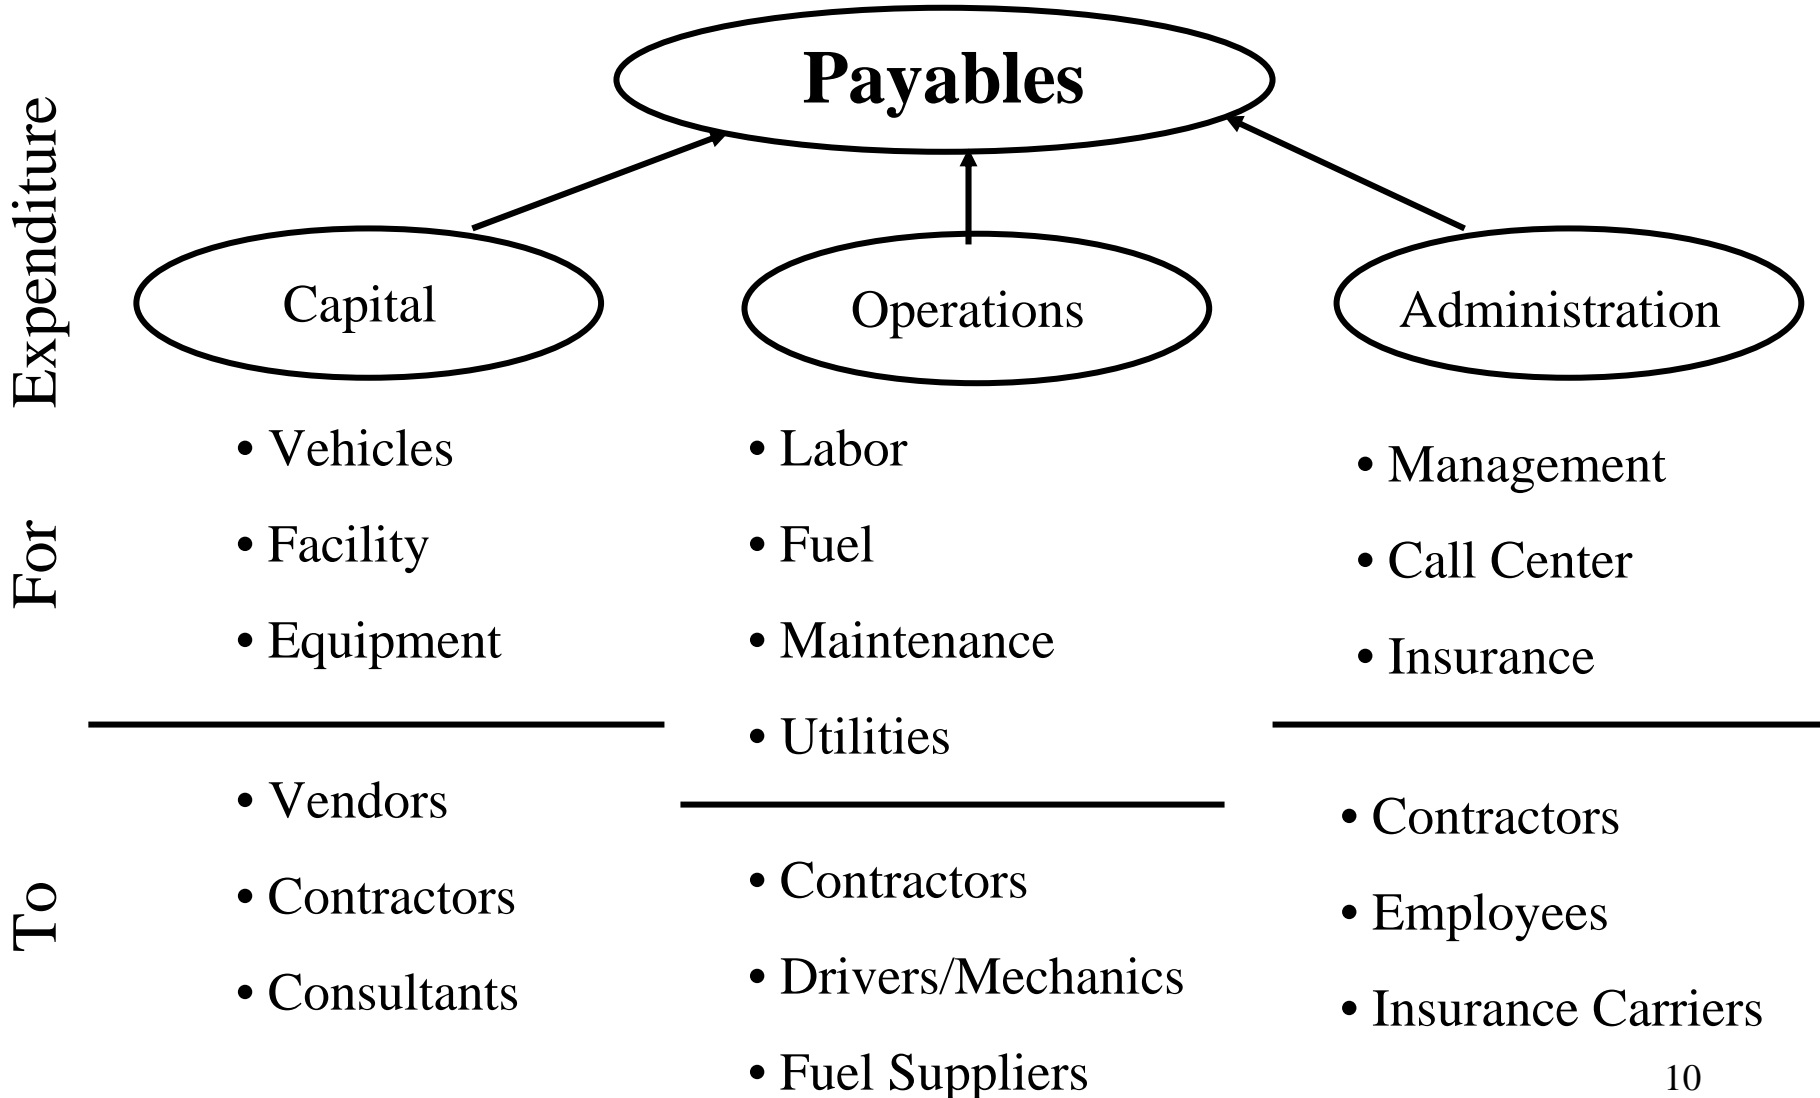 Payables
Expenditure
Capital
Operations
Administration
For
• Vehicles
• Facility
• Equipment
• Labor
• Fuel
• Maintenance
• Utilities
• Management
• Call Center
• Insurance
To
• Vendors
• Contractors
• Consultants
• Contractors
• Drivers/Mechanics
• Fuel Suppliers
• Contractors
• Employees
• Insurance Carriers
10